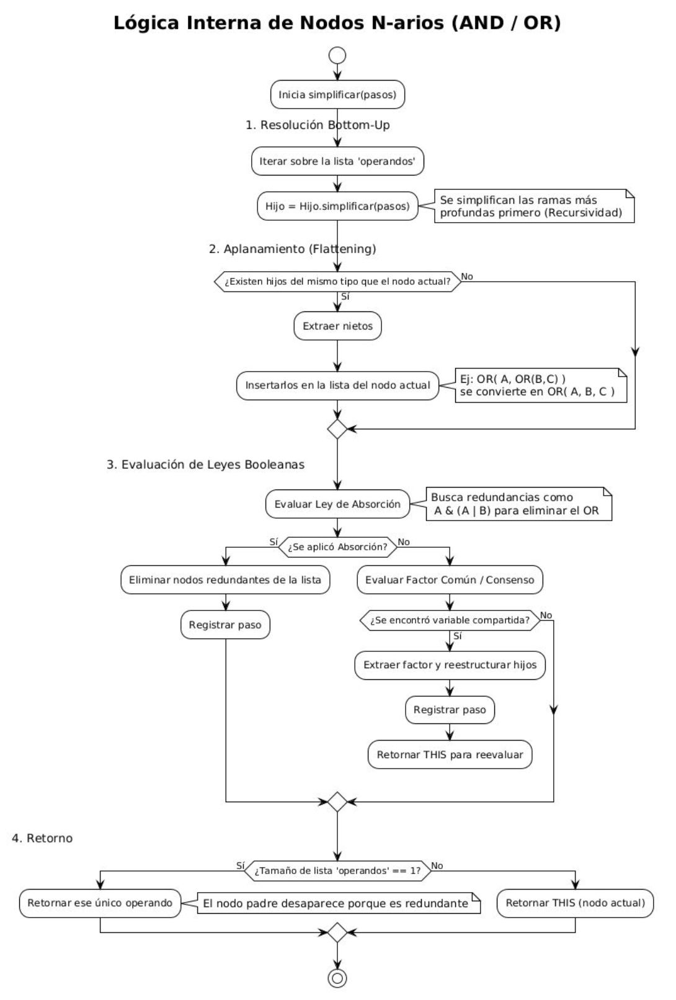 Lógica Interna de Nodos N-arios (AND / OR)
Inicia simplificar(pasos)
1. Resolución Bottom-Up
Iterar sobre la lista 'operandos'
Hijo = Hijo.simplificar(pasos)
Se simplifican las ramas más
profundas primero (Recursividad)
2. Aplanamiento (Flattening)
¿Existen hijos del mismo tipo que el nodo actual?
No
Sí
Extraer nietos
Insertarlos en la lista del nodo actual
Ej: OR( A, OR(B,C) )
se convierte en OR( A, B, C )
3. Evaluación de Leyes Booleanas
Evaluar Ley de Absorción
Busca redundancias como
A & (A | B) para eliminar el OR
Sí
¿Se aplicó Absorción?
No
Eliminar nodos redundantes de la lista
Registrar paso
Evaluar Factor Común / Consenso
¿Se encontró variable compartida?
No
Sí
Extraer factor y reestructurar hijos
Registrar paso
Retornar THIS para reevaluar
4. Retorno
Sí
¿Tamaño de lista 'operandos' == 1?
No
Retornar ese único operando
El nodo padre desaparece porque es redundante
Retornar THIS (nodo actual)